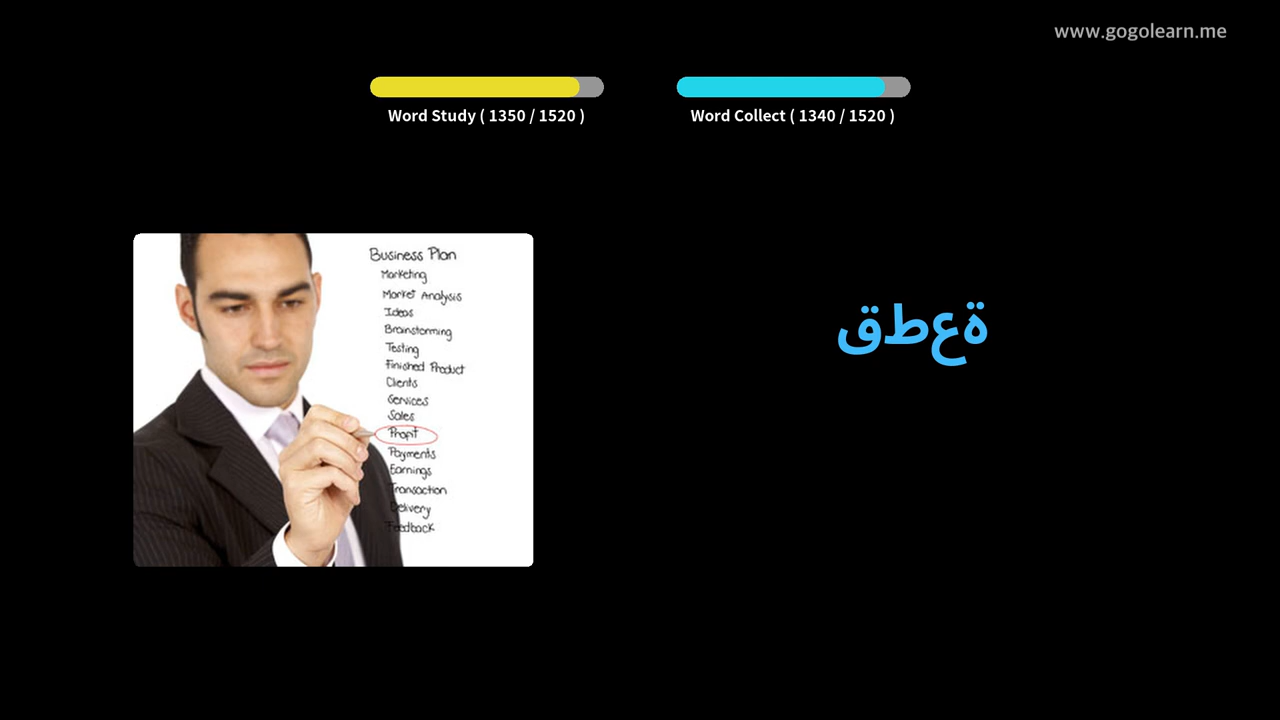 www.gogolearn.me
Word Study ( 1350 / 1520 )
Word Collect ( 1340 / 1520 )
Business Plan
Marketing
Market Analysis
Ideas
Brainstorming
Testing
Finished Product
Clients
Services
Sales
Profit
Payments
Earnings
Transaction
Delivery
Feedback
قطعة